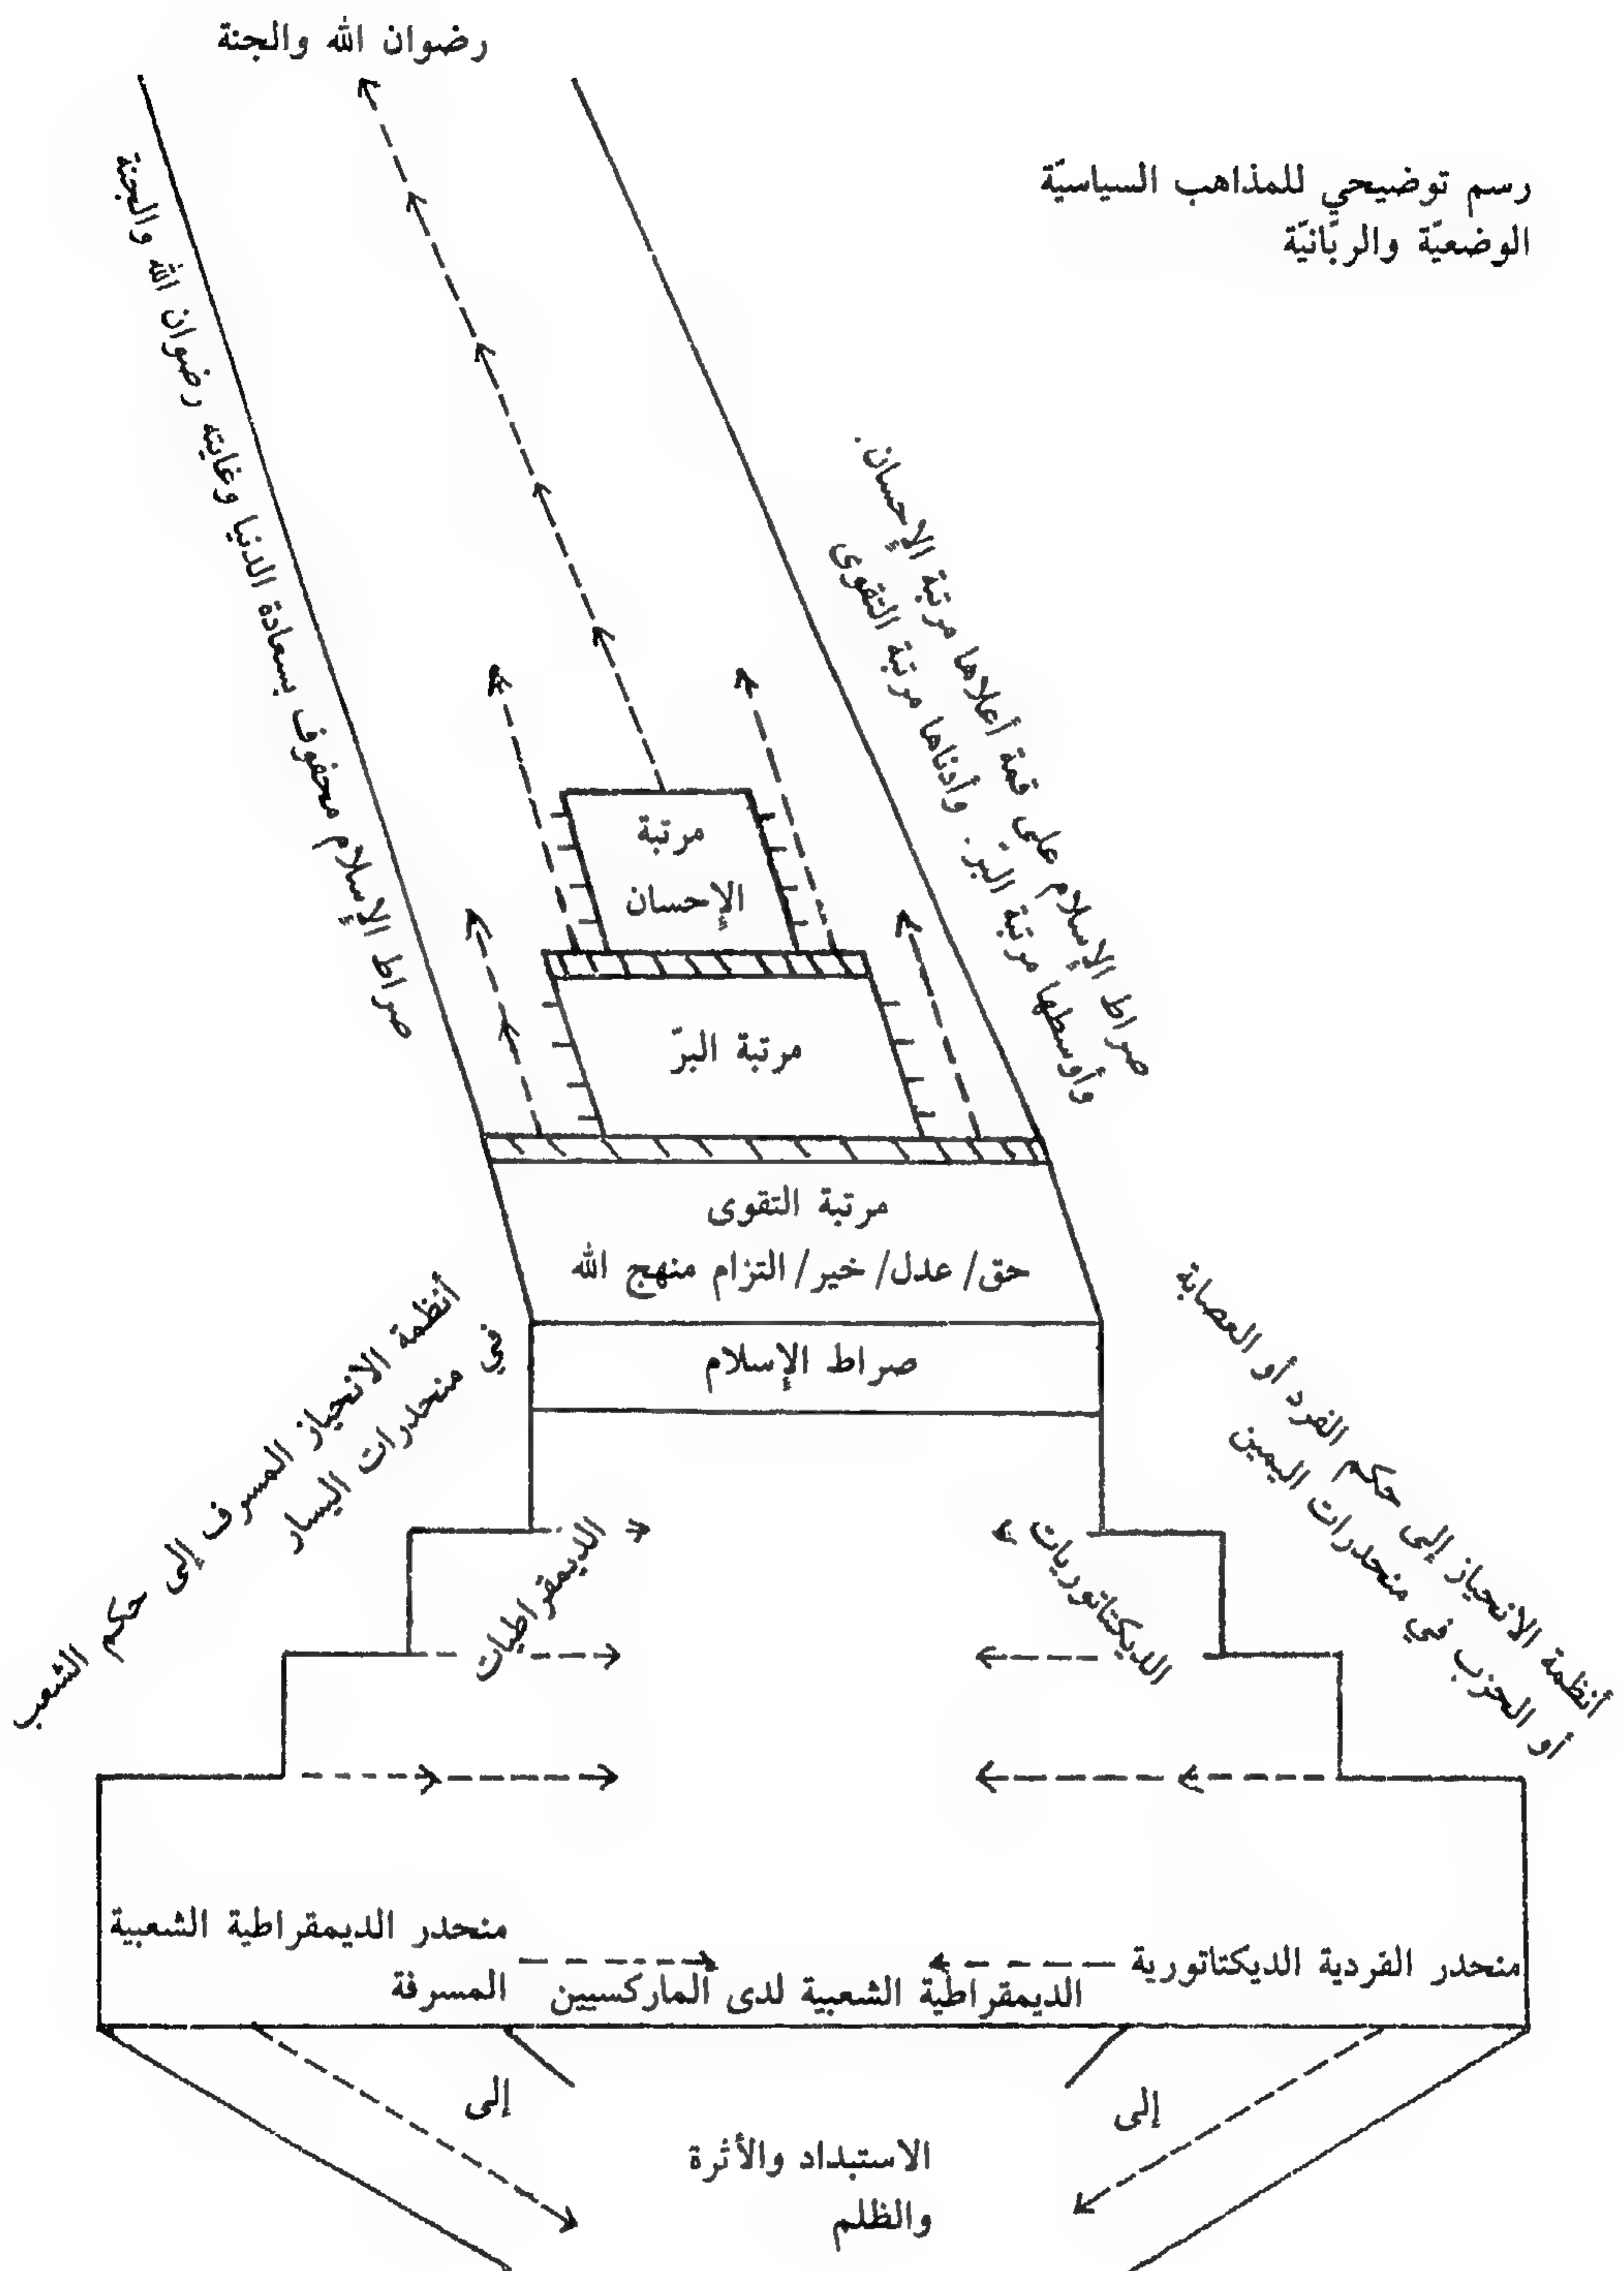 رضوان الله والجنة
رسم توضيحي للمذاهب السياسيّة
الوضعيّة والربّانيّة
صراط الإسلام محفوف بسعادة الدنيا وغايته رضوان الله والجنة
صراط الإسلام على قمة أعلاها مرتبة الإحسان.
وأوسطها مرتبة البرّ. وأدناها مرتبة التقوى
مرتبة
الإحسان
مرتبة البرّ
مرتبة التقوى
حق/ عدل/ خير/ التزام منهج الله
صراط الإسلام
أنظمة الانحياز إلى حكم الفرد أو العصابة
أو الحزب في منحدرات اليمين
أنظمة الانحياز المسرف إلى حكم الشعب
في منحدرات اليسار
الديكتاتوريات
الديمقراطيات
منحدر الفردية الديكتاتورية
منحدر الديمقراطية الشعبية
المسرفة
الديمقراطية الشعبية لدى الماركسيين
إلى
إلى
الاستبداد والأثرة
والظلم